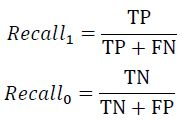 Recall₁ = TP / (TP + FN)
Recall₀ = TN / (TN + FP)